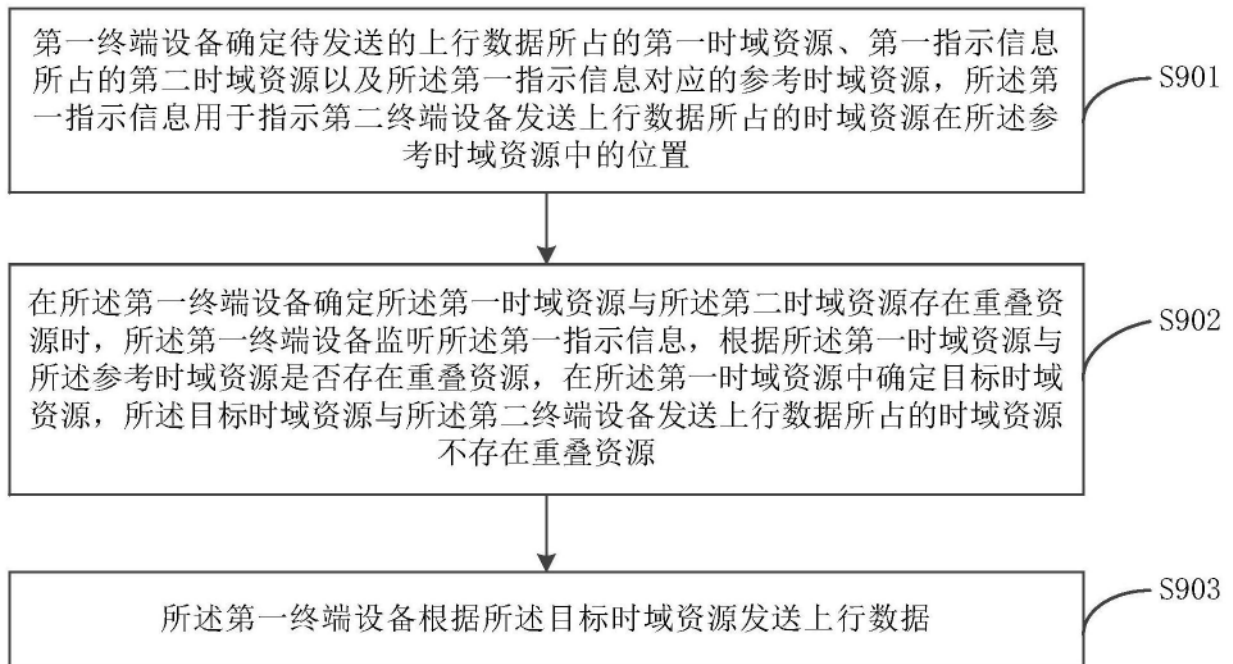 第一终端设备确定待发送的上行数据所占的第一时域资源、第一指示信息
所占的第二时域资源以及所述第一指示信息对应的参考时域资源，所述第
一指示信息用于指示第二终端设备发送上行数据所占的时域资源在所述参
考时域资源中的位置
S901
在所述第一终端设备确定所述第一时域资源与所述第二时域资源存在重叠资
源时，所述第一终端设备监听所述第一指示信息，根据所述第一时域资源与
所述参考时域资源是否存在重叠资源，在所述第一时域资源中确定目标时域
资源，所述目标时域资源与所述第二终端设备发送上行数据所占的时域资源
不存在重叠资源
S902
所述第一终端设备根据所述目标时域资源发送上行数据
S903